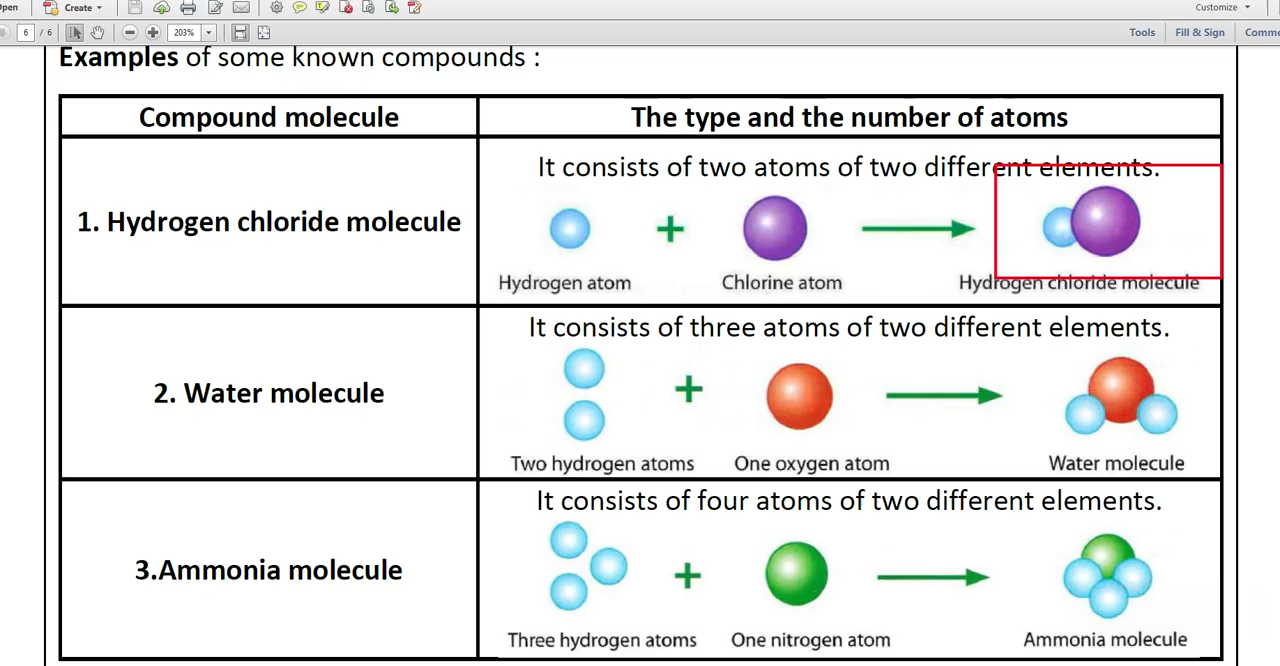 Open
Create
Customize
6 / 6
203%
Tools
Fill & Sign
Comme
Examples of some known compounds :
Compound molecule
The type and the number of atoms
1. Hydrogen chloride molecule
It consists of two atoms of two different elements.
+
Hydrogen atom
Chlorine atom
Hydrogen chloride molecule
2. Water molecule
It consists of three atoms of two different elements.
+
Two hydrogen atoms
One oxygen atom
Water molecule
3.Ammonia molecule
It consists of four atoms of two different elements.
+
Three hydrogen atoms
One nitrogen atom
Ammonia molecule